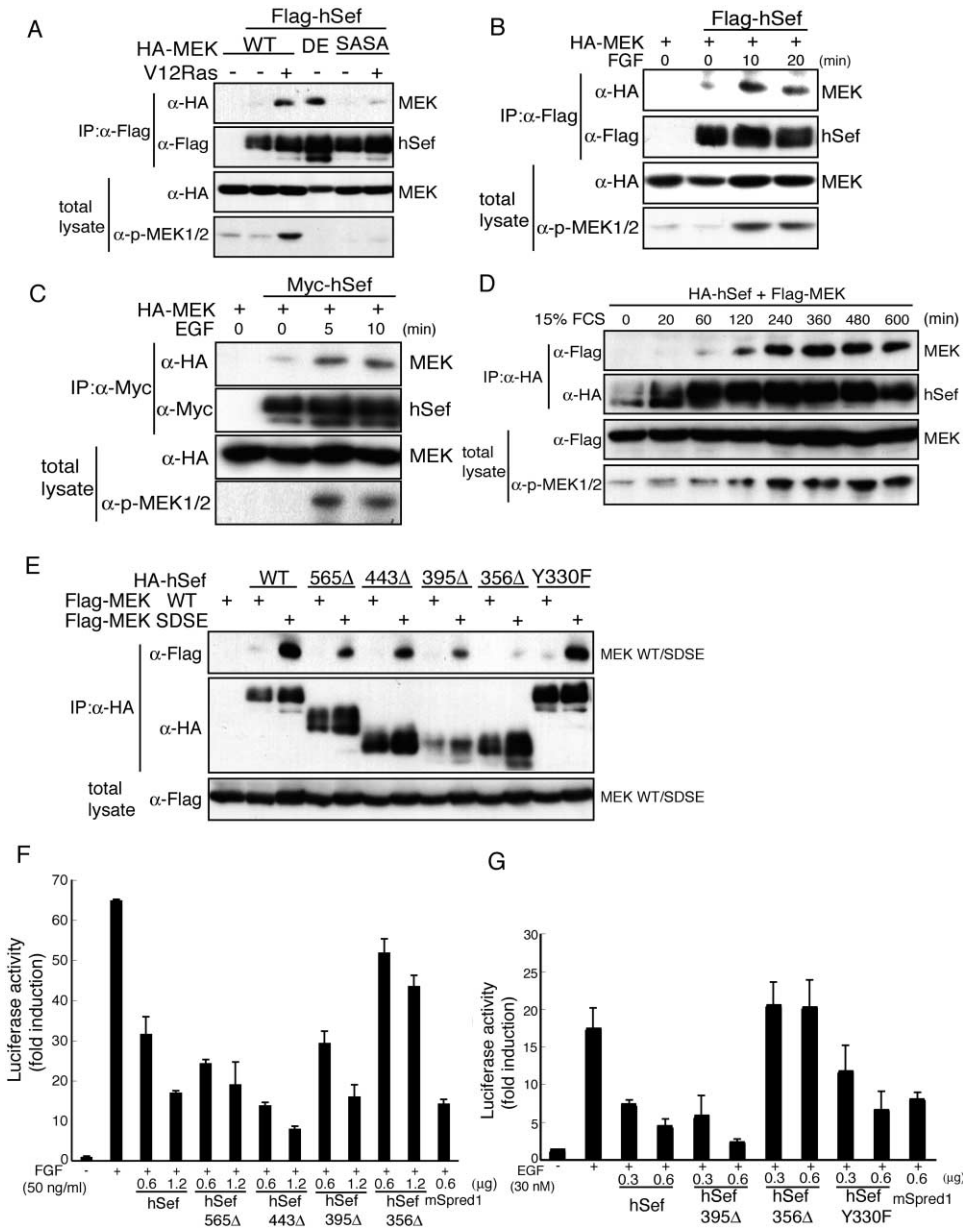 A
Flag-hSef
HA-MEK WT DE SASA
V12Ras - - + - - +
IP:α-Flag
α-HA MEK
α-Flag hSef
total lysate
α-HA MEK
α-p-MEK1/2
B
Flag-hSef
HA-MEK + + + +
FGF 0 0 10 20 (min)
IP:α-Flag
α-HA MEK
α-Flag hSef
total lysate
α-HA MEK
α-p-MEK1/2
C
Myc-hSef
HA-MEK + + + +
EGF 0 0 5 10 (min)
IP:α-Myc
α-HA MEK
α-Myc hSef
total lysate
α-HA MEK
α-p-MEK1/2
D
HA-hSef + Flag-MEK
15% FCS 0 20 60 120 240 360 480 600 (min)
IP:α-HA
α-Flag MEK
α-HA hSef
total lysate
α-Flag MEK
α-p-MEK1/2
E
HA-hSef WT 565Δ 443Δ 395Δ 356Δ Y330F
Flag-MEK WT + + + + + + +
Flag-MEK SDSE + + + + + +
IP:α-HA
α-Flag MEK WT/SDSE
α-HA
total lysate
α-Flag MEK WT/SDSE
F
Luciferase activity
(fold induction)
70
60
50
40
30
20
10
0
FGF - + + + + + + + + + + + +
(50 ng/ml) 0.6 1.2 0.6 1.2 0.6 1.2 0.6 1.2 0.6 1.2 0.6 (μg)
hSef hSef hSef hSef hSef mSpred1
565Δ 443Δ 395Δ 356Δ
G
Luciferase activity
(fold induction)
30
25
20
15
10
5
0
EGF - + + + + + + + + + +
(30 nM) 0.3 0.6 0.3 0.6 0.3 0.6 0.3 0.6 0.6 (μg)
hSef hSef hSef hSef mSpred1
395Δ 356Δ Y330F